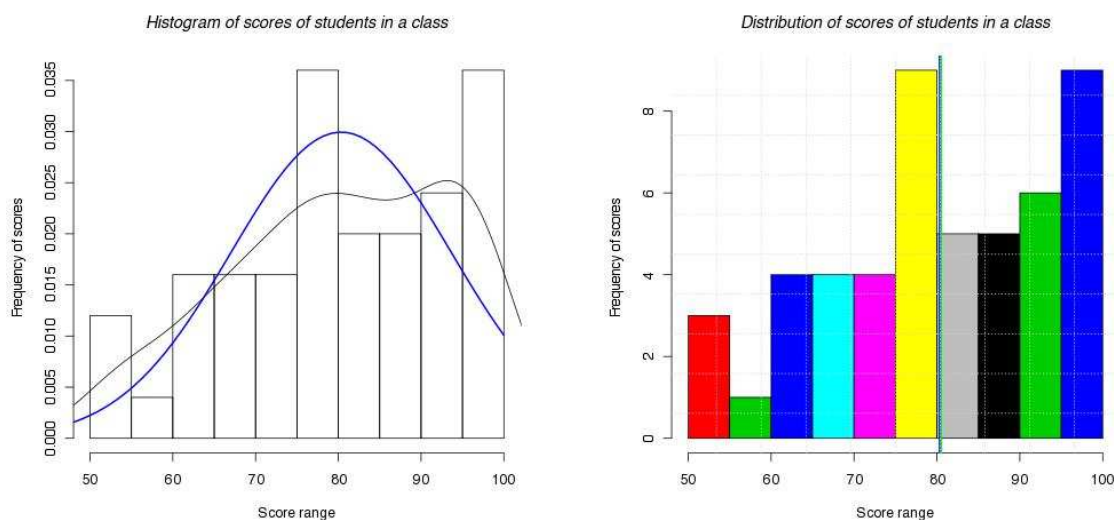 Histogram of scores of students in a class
Frequency of scores
0.000 0.005 0.010 0.015 0.020 0.025 0.030 0.035
50 60 70 80 90 100
Score range
Distribution of scores of students in a class
Frequency of scores
0 2 4 6 8
50 60 70 80 90 100
Score range